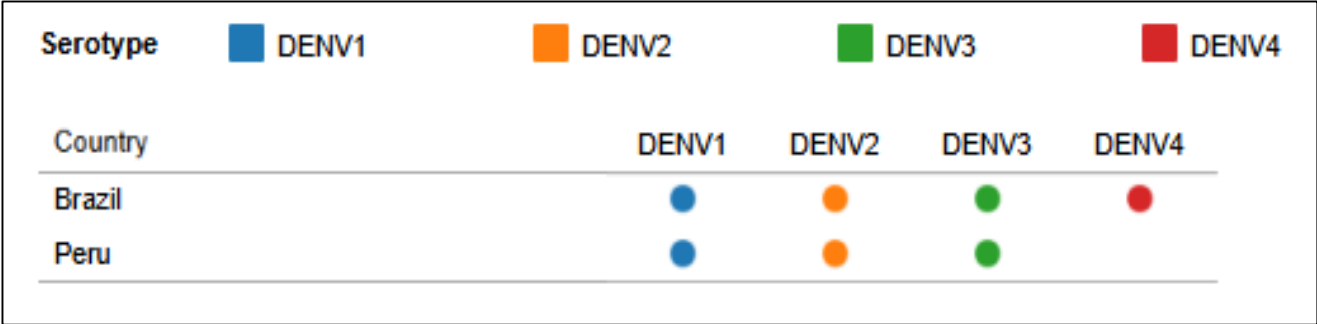 Serotype DENV1 DENV2 DENV3 DENV4
Country DENV1 DENV2 DENV3 DENV4
Brazil
Peru